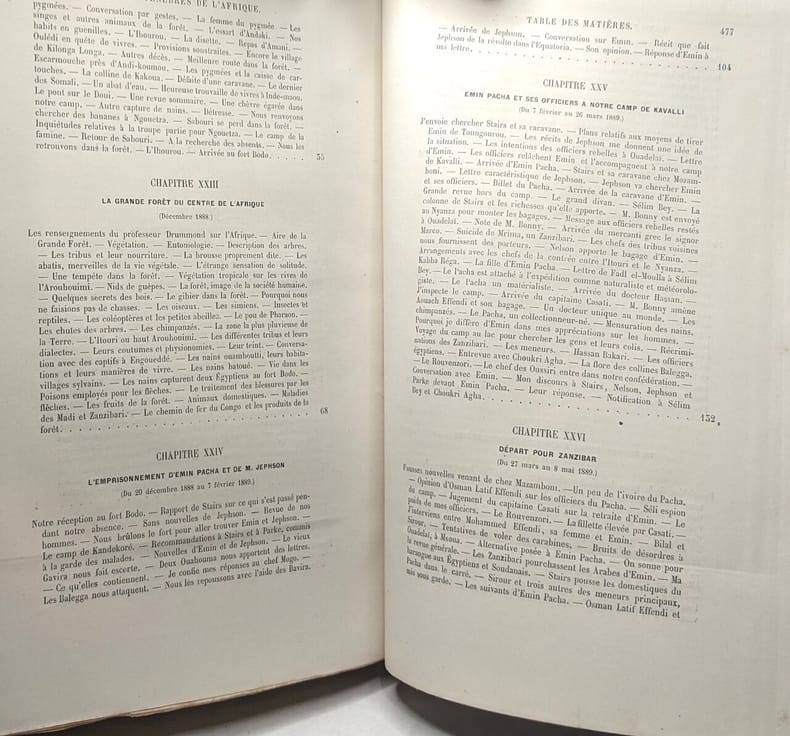 TÉNÈBRES DE L'AFRIQUE.
pygmées. — Conversation par gestes. — La femme du pygmée — Les
singes et autres animaux de la forêt. — L'essart d'Andaki. — Nos
habits en guenilles. — L'Ihourou. — La disette. — Repos d'Amani. —
Oulédi en quête de vivres. — Provisions soustraites. — Encore le village
de Kilonga Longa. — Autres décès. — Meilleure route dans la forêt. —
Escarmouche près d'Andi-koumou. — Les pygmées et la caisse de car-
touches. — La colline de Kakoua. — Défaite d'une caravane. — Le dernier
des Somali. — Un abat d'eau. — Heureuse trouvaille de vivres à Inde-maou.
Le pont sur le Doui. — Une revue sommaire. — Une chèvre égarée dans
notre camp. — Autre capture de nains. — Détresse. — Nous renvoyons
chercher des bananes à Ngouetza. — Sabouri se perd dans la forêt. —
Inquiétudes relatives à la troupe partie pour Ngouetza. — Le camp de la
famine. — Retour de Sabouri. — A la recherche des absents. — Nous les
retrouvons dans la forêt. — L'Ihourou. — Arrivée au fort Bodo. . . . . 55
CHAPITRE XXIII
LA GRANDE FORÊT DU CENTRE DE L'AFRIQUE
(Décembre 1888.)
Les renseignements du professeur Drummond sur l'Afrique. — Aire de la
Grande Forêt. — Végétation. — Entomologie. — Description des arbres.
— Les tribus et leur nourriture. — La brousse proprement dite. — Les
abatis, merveilles de la vie végétale. — L'étrange sensation de solitude.
— Une tempête dans la forêt. — Végétation tropicale sur les rives de
l'Arouhouimi. — Nids de guêpes. — La forêt, image de la société humaine.
— Quelques secrets des bois. — Le gibier dans la forêt. — Pourquoi nous
ne faisions pas de chasses. — Les oiseaux. — Les simiens. — Insectes et
reptiles. — Les coléoptères et les petites abeilles. — Le pou de Pharaon. —
Les chutes des arbres. — Les chimpanzés. — La zone la plus pluvieuse de
la Terre. — L'Itouri ou haut Arouhouimi. — Les différentes tribus et leurs
dialectes. — Leurs coutumes et physionomies. — Leur teint. — Conversa-
tion avec des captifs à Engoueddé. — Les nains ouamboutti, leurs habita-
tions et leurs manières de vivre. — Les nains batoué. — Vie dans les
villages sylvains. — Les nains capturent deux Égyptiens au fort Bodo. —
Poisons employés pour les flèches. — Le traitement des blessures par les
flèches. — Les fruits de la forêt. — Animaux domestiques. — Maladies
des Madi et Zanzibari. — Le chemin de fer du Congo et les produits de la
forêt. . . . . . . . . . . . . . . . . . . . 68
CHAPITRE XXIV
L'EMPRISONNEMENT D'EMIN PACHA ET DE M. JEPHSON
(Du 20 décembre 1888 au 7 février 1889.)
Notre réception au fort Bodo. — Rapport de Stairs sur ce qui s'est passé pen-
dant notre absence. — Sans nouvelles de Jephson. — Revue de nos
hommes. — Nous brûlons le fort pour aller trouver Emin et Jephson. —
Le camp de Kandekoré. — Recommandations à Stairs et à Parke, commis
à la garde des malades. — Nouvelles d'Emin et de Jephson. — Le vieux
Gavira nous fait escorte. — Deux Ouahouma nous apportent des lettres.
— Ce qu'elles contiennent. — Je confie mes réponses au chef Mogo. —
Les Balegga nous attaquent. — Nous les repoussons avec l'aide des Bavira.
TABLE DES MATIÈRES. 477
— Arrivée de Jephson. — Conversation sur Emin. — Récit que fait
Jephson de la révolte dans l'Equatoria. — Son opinion. — Réponse d'Emin à
ma lettre. . . . . . . . . . . . . . . . . . . 104
CHAPITRE XXV
EMIN PACHA ET SES OFFICIERS A NOTRE CAMP DE KAVALLI
(Du 7 février au 26 mars 1889.)
J'envoie chercher Stairs et sa caravane. — Plans relatifs aux moyens de tirer
Emin de Toungourou. — Les récits de Jephson me donnent une idée de
la situation. — Les intentions des officiers rebelles à Ouadelaï. — Lettre
d'Emin. — Les officiers relâchent Emin et l'accompagnent à notre camp
de Kavalli. — Arrivée d'Emin Pacha. — Stairs et sa caravane chez Mozam-
boni. — Lettre caractéristique de Jephson. — Jephson va chercher Emin
et ses officiers. — Billet du Pacha. — Arrivée de la caravane d'Emin. —
Grande revue hors du camp. — Le grand divan. — Sélim Bey. — La
colonne de Stairs et les richesses qu'elle apporte. — M. Bonny est envoyé
au Nyanza pour monter les bagages. — Message aux officiers rebelles restés
à Ouadelaï. — Note de M. Bonny. — Arrivée du mercanti grec le signor
Marco. — Suicide de Mrima, un Zanzibari. — Les chefs des tribus voisines
nous fournissent des porteurs. — Nelson apporte le bagage d'Emin. —
Arrangements avec les chefs de la contrée entre l'Itouri et le Nyanza. —
Kabba Réga. — La fille d'Emin Pacha. — Lettre de Fadl el-Moulla à Sélim
Bey. — Le Pacha est attaché à l'expédition comme naturaliste et météorolo-
giste. — Le Pacha un matérialiste. — Arrivée du docteur Hassan. —
J'inspecte le camp. — Arrivée du capitaine Casati. — M. Bonny amène
Aouach Effendi et son bagage. — Un docteur unique au monde. — Les
chimpanzés. — Le Pacha, un collectionneur-né. — Mensuration des nains.
Pourquoi je diffère d'Emin dans mes appréciations sur les hommes. —
Voyage du camp au lac pour chercher les gens et leurs colis. — Récrimi-
nations des Zanzibari. — Les meneurs. — Hassan Bakari. — Les officiers
égyptiens. — Entrevue avec Choukri Agha. — La flore des collines Balegga.
— Le Rouvenzori. — Le chef des Oussiri entre dans notre confédération. —
Conversation avec Emin. — Mon discours à Stairs, Nelson, Jephson et
Parke devant Emin Pacha, — Leur réponse. — Notification à Sélim
Bey et Choukri Agha. . . . . . . . . . . . . . . . 132
CHAPITRE XXVI
DÉPART POUR ZANZIBAR
(Du 27 mars au 8 mai 1889.)
Fausses nouvelles venant de chez Mazamboni. — Un peu de l'ivoire du Pacha.
— Opinion d'Osman Latif Effendi sur les officiers du Pacha. — Séli espion
du camp. — Jugement du capitaine Casati sur la retraite d'Emin. — Le
poids de mes officiers. — Le Rouvenzori. — La fillette élevée par Casati. —
J'interviens entre Mohammed Effendi, sa femme et Emin. — Bilal et
Sirour. — Tentatives de voler des carabines. — Bruits de désordres à
Ouadelaï, à Msoua. — Alternative posée à Emin Pacha. — On sonne pour
la revue générale. — Les Zanzibari pourchassent les Arabes d'Emin. — Ma
harangue aux Égyptiens et Soudanais. — Stairs pousse les domestiques du
Pacha dans le carré. — Sirour et trois autres des meneurs principaux,
mis sous garde. — Les suivants d'Emin Pacha. — Osman Latif Effendi et